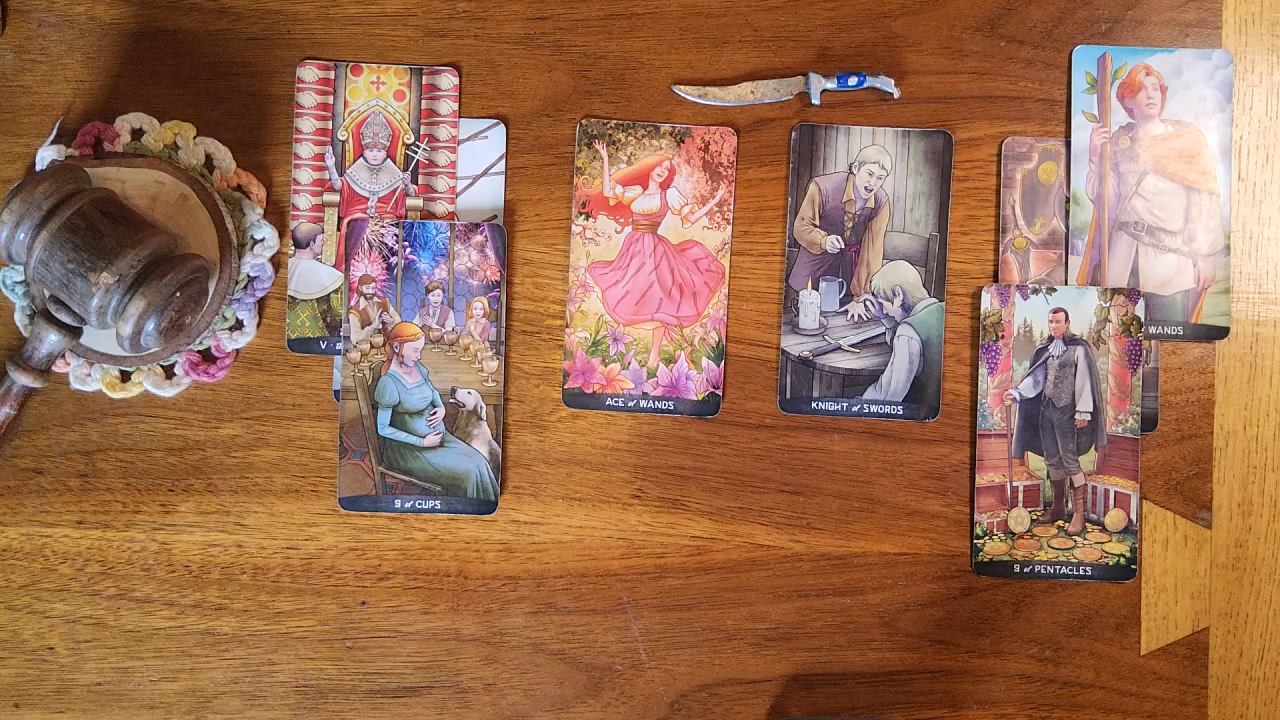 V
9 of CUPS
ACE of WANDS
KNIGHT of SWORDS
WANDS
9 of PENTACLES